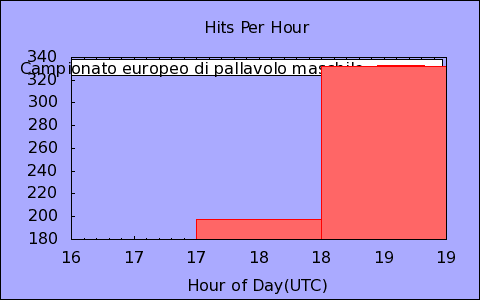 Hits Per Hour
340
Campionato europeo di pallavolo maschile
320
300
280
260
240
220
200
180
16 17 17 18 18 19 19
Hour of Day(UTC)